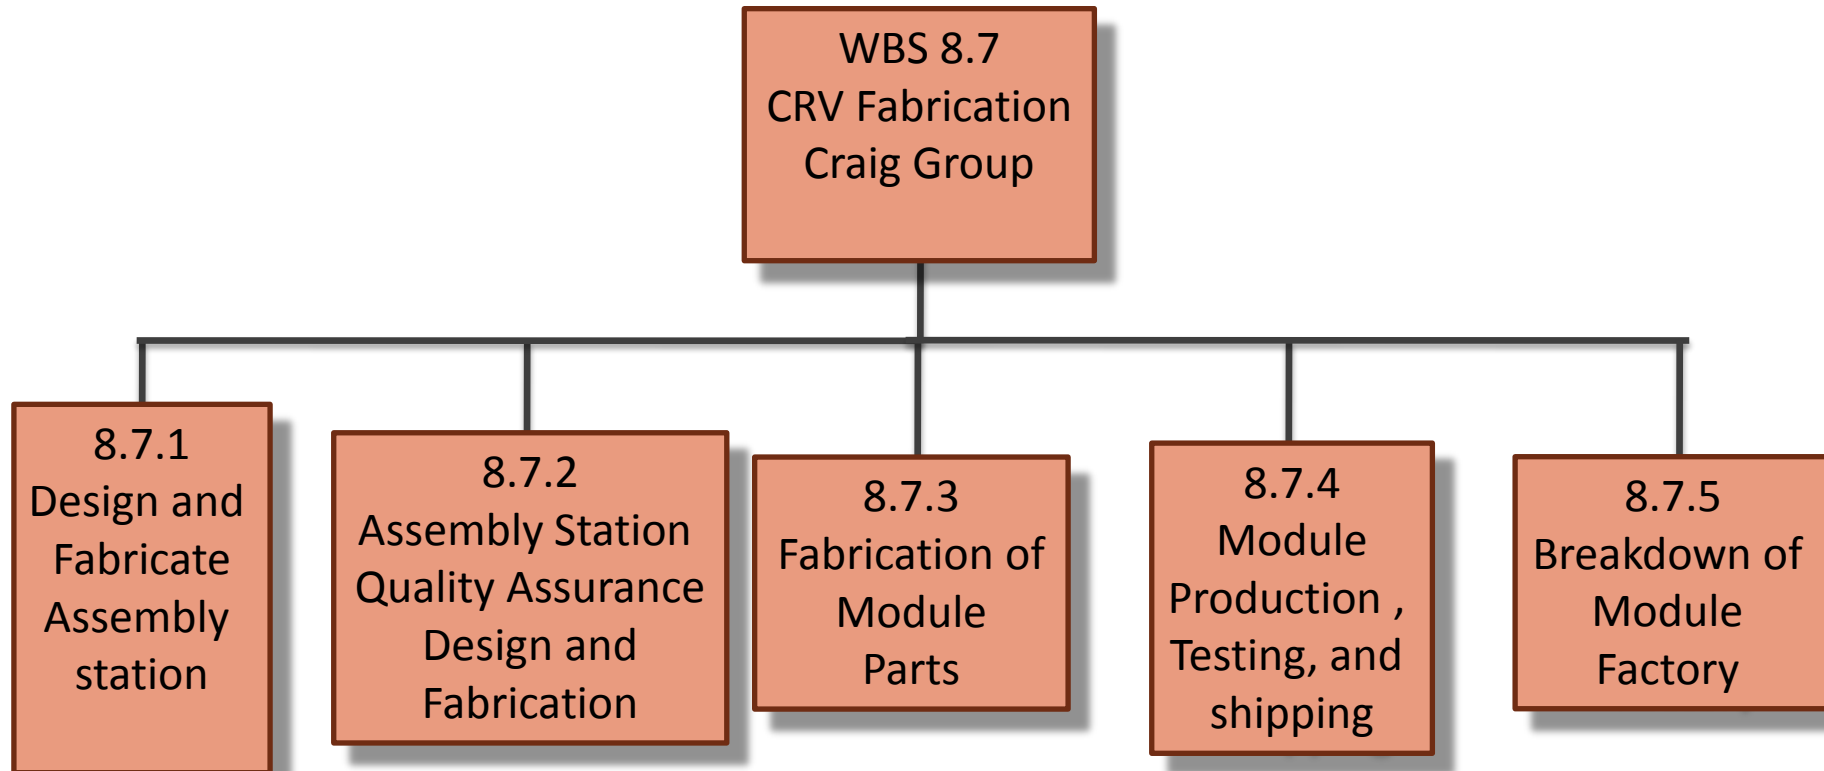 WBS 8.7
CRV Fabrication
Craig Group
8.7.1
Design and
Fabricate
Assembly
station
8.7.2
Assembly Station
Quality Assurance
Design and
Fabrication
8.7.3
Fabrication of
Module
Parts
8.7.4
Module
Production ,
Testing, and
shipping
8.7.5
Breakdown of
Module
Factory